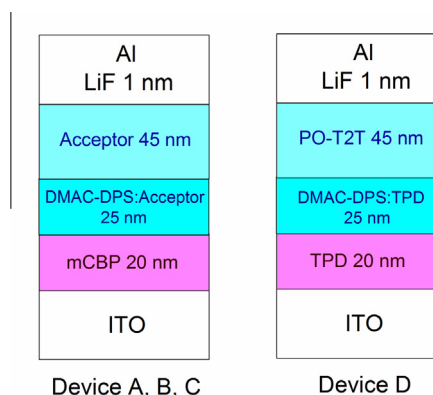 Al
LiF 1 nm
Acceptor 45 nm
DMAC-DPS:Acceptor
25 nm
mCBP 20 nm
ITO
Device A, B, C
Al
LiF 1 nm
PO-T2T 45 nm
DMAC-DPS:TPD
25 nm
TPD 20 nm
ITO
Device D